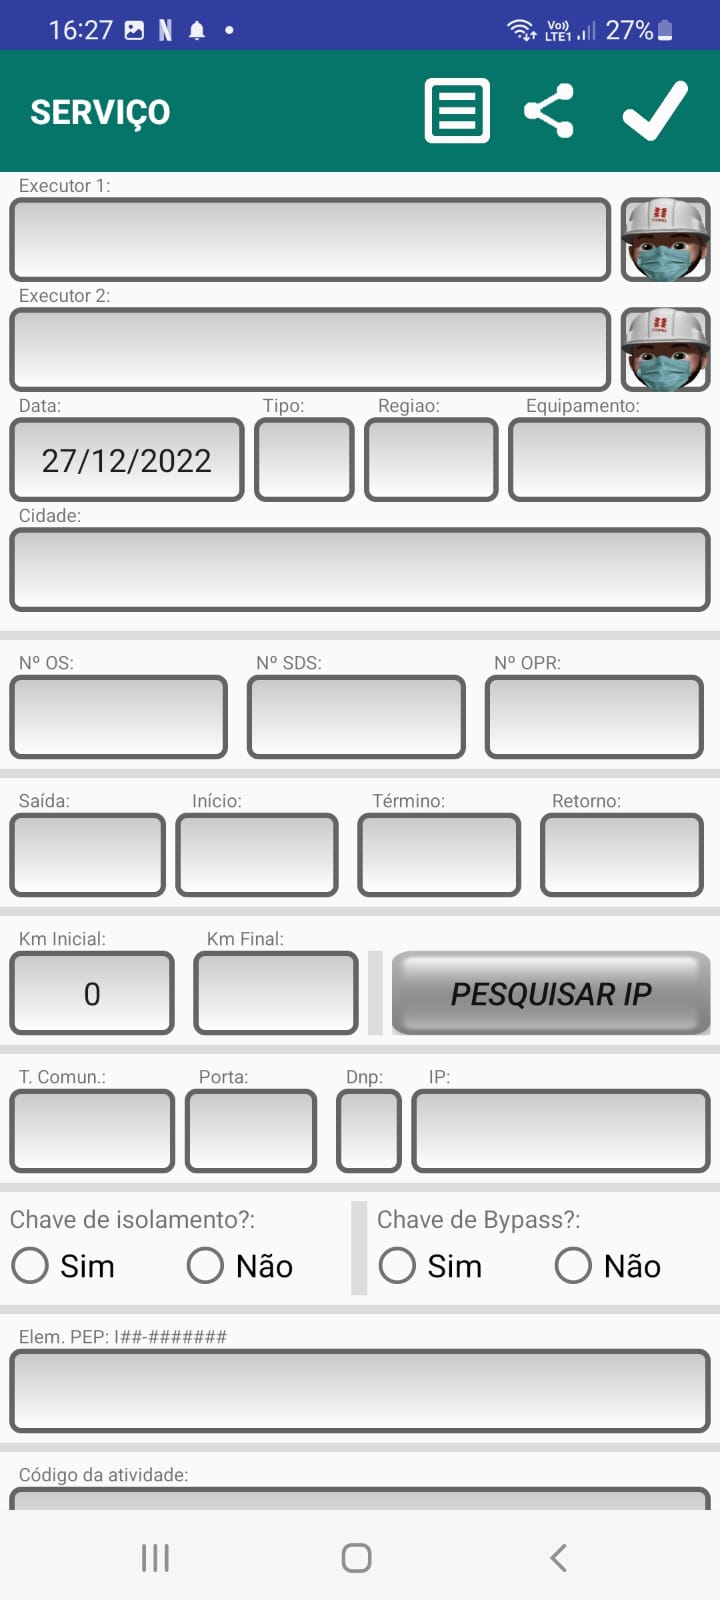 16:27 N Vo)) LTE1 27%
SERVIÇO
Executor 1:
Executor 2:
Data: Tipo: Regiao: Equipamento:
27/12/2022
Cidade:
Nº OS: Nº SDS: Nº OPR:
Saída: Início: Término: Retorno:
Km Inicial: Km Final:
0 PESQUISAR IP
T. Comun.: Porta: Dnp: IP:
Chave de isolamento?: Chave de Bypass?:
Sim Não Sim Não
Elem. PEP: I##-#######
Código da atividade: